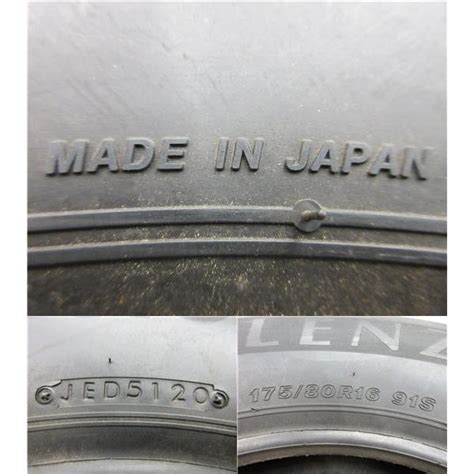 MADE IN JAPAN
JED5120
LENZ
175/80R16 91S